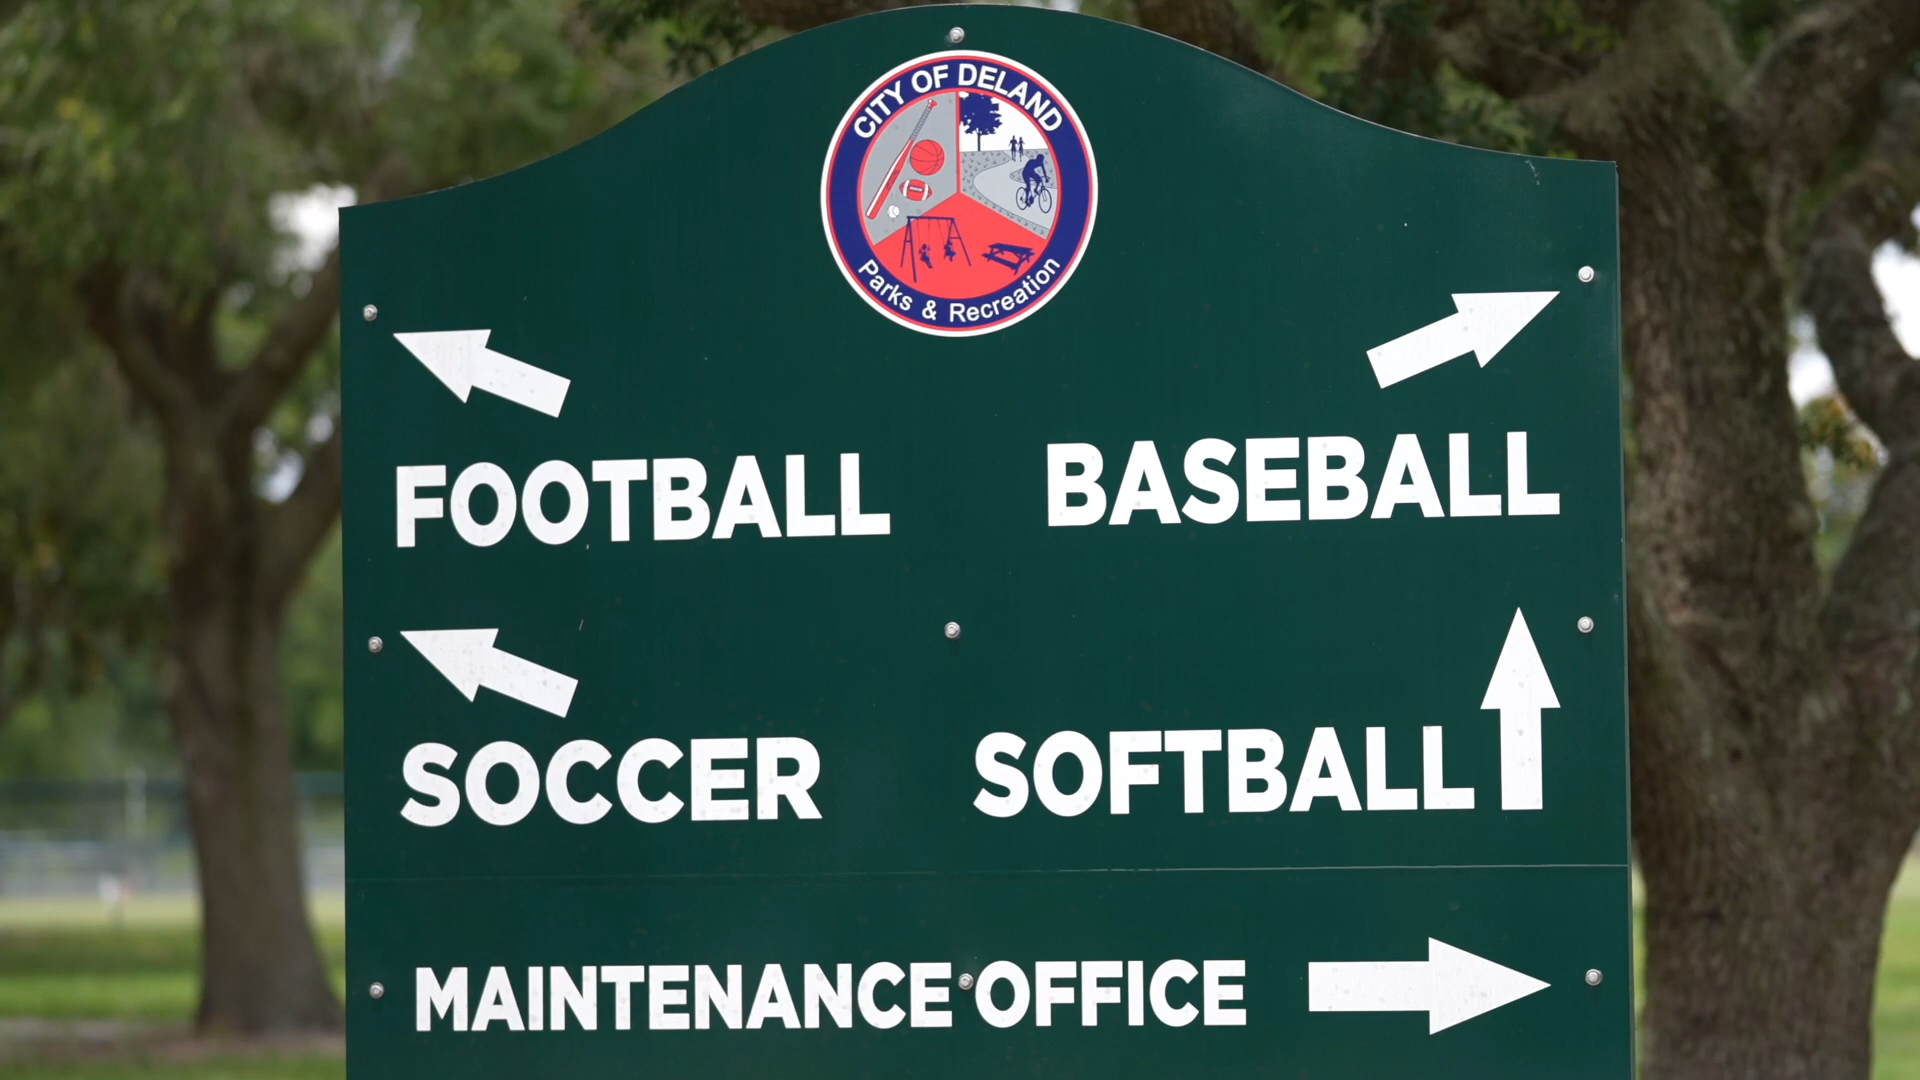 CITY OF DELAND
Parks & Recreation
FOOTBALL
BASEBALL
SOCCER
SOFTBALL
MAINTENANCE OFFICE